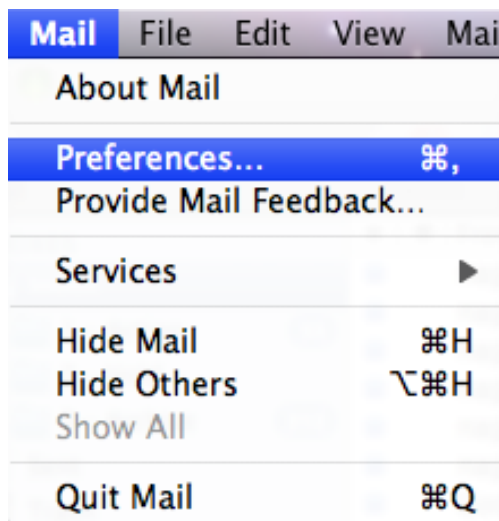 Mail File Edit View Mai
About Mail
Preferences... ⌘,
Provide Mail Feedback...
Services ▶
Hide Mail ⌘H
Hide Others ⌥⌘H
Show All
Quit Mail ⌘Q